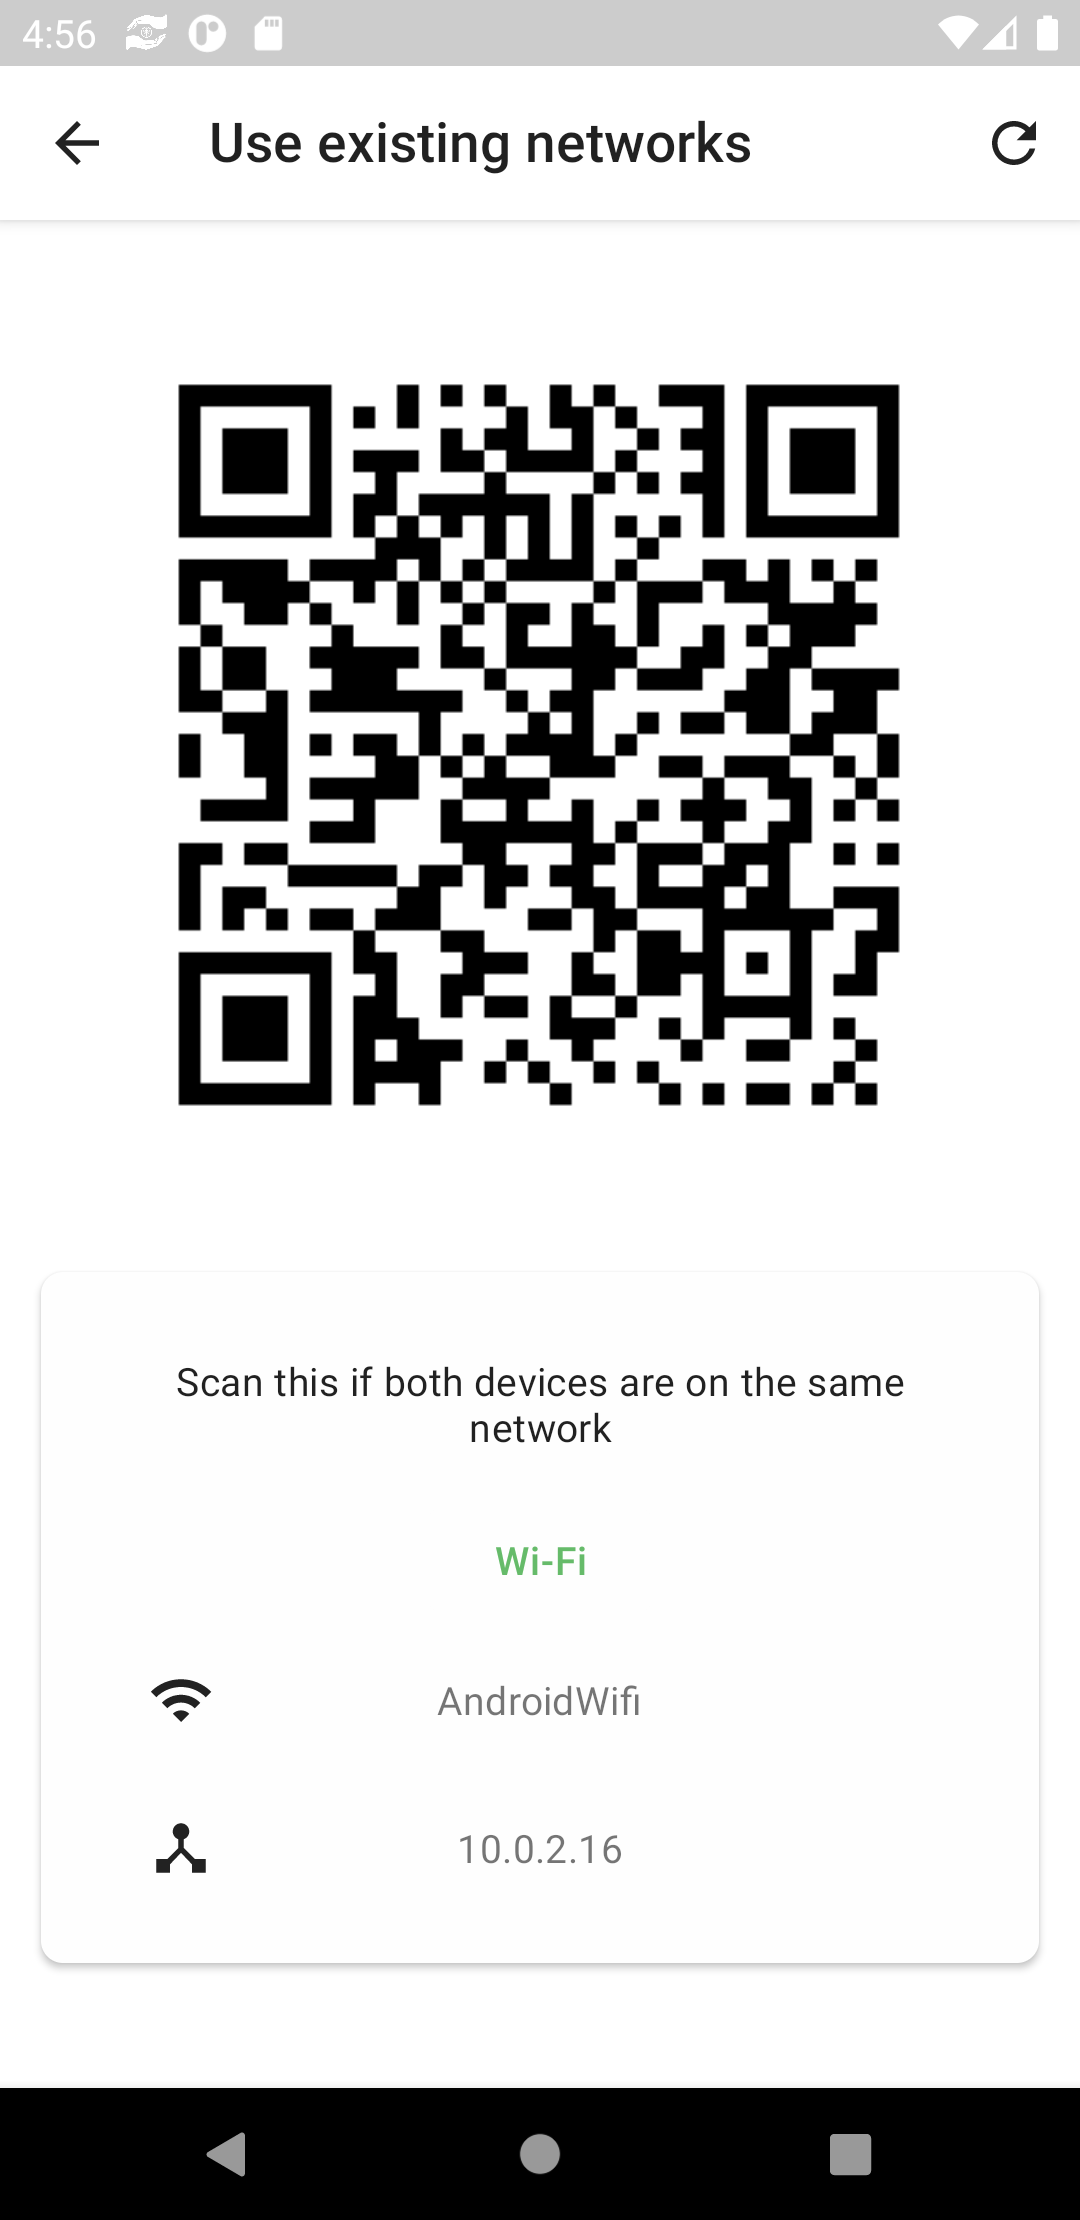 4:56
Use existing networks
Scan this if both devices are on the same
network
Wi-Fi
AndroidWifi
10.0.2.16